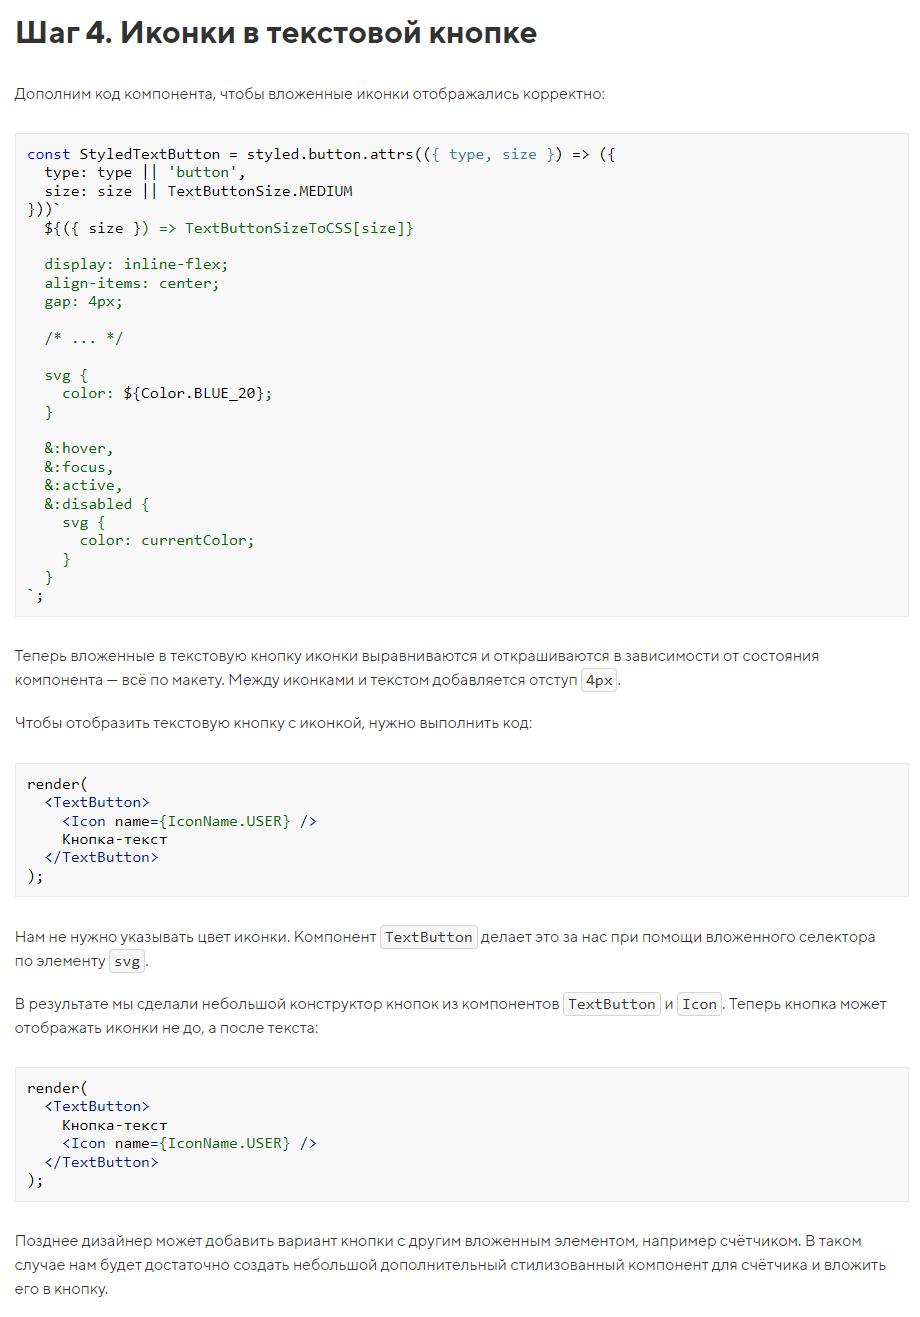 Шаг 4. Иконки в текстовой кнопке
Дополним код компонента, чтобы вложенные иконки отображались корректно:
const StyledTextButton = styled.button.attrs(({ type, size }) => ({
  type: type || 'button',
  size: size || TextButtonSize.MEDIUM
}))`
  ${({ size }) => TextButtonSizeToCSS[size]}

  display: inline-flex;
  align-items: center;
  gap: 4px;

  /* ... */

  svg {
    color: ${Color.BLUE_20};
  }

  &:hover,
  &:focus,
  &:active,
  &:disabled {
    svg {
      color: currentColor;
    }
  }
`;
Теперь вложенные в текстовую кнопку иконки выравниваются и открашиваются в зависимости от состояния
компонента — всё по макету. Между иконками и текстом добавляется отступ 4px.
Чтобы отобразить текстовую кнопку с иконкой, нужно выполнить код:
render(
  <TextButton>
    <Icon name={IconName.USER} />
    Кнопка-текст
  </TextButton>
);
Нам не нужно указывать цвет иконки. Компонент TextButton делает это за нас при помощи вложенного селектора
по элементу svg.
В результате мы сделали небольшой конструктор кнопок из компонентов TextButton и Icon. Теперь кнопка может
отображать иконки не до, а после текста:
render(
  <TextButton>
    Кнопка-текст
    <Icon name={IconName.USER} />
  </TextButton>
);
Позднее дизайнер может добавить вариант кнопки с другим вложенным элементом, например счётчиком. В таком
случае нам будет достаточно создать небольшой дополнительный стилизованный компонент для счётчика и вложить
его в кнопку.